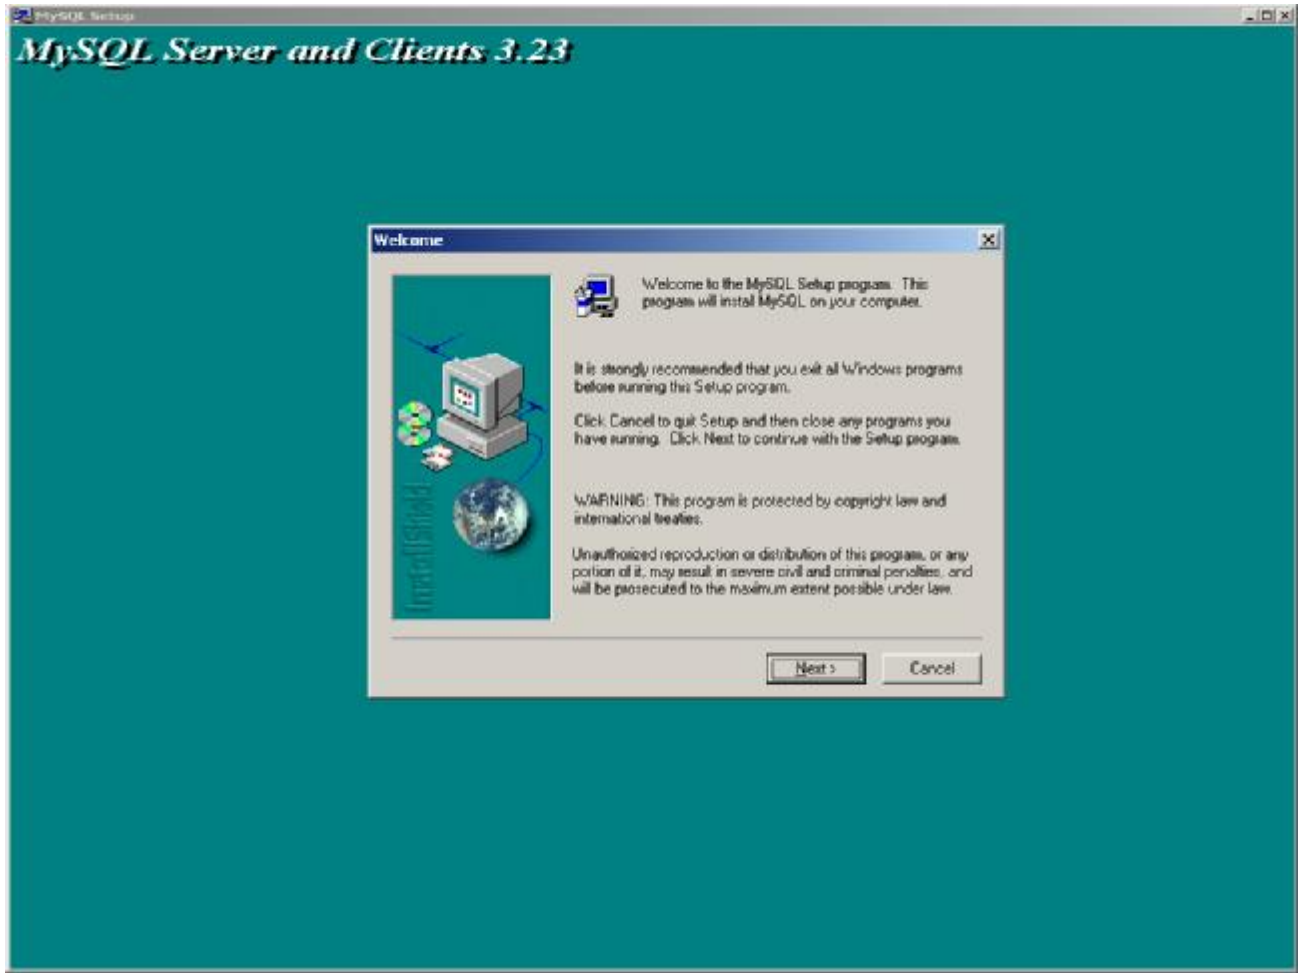 MySQL Setup
MySQL Server and Clients 3.23
Welcome
Welcome to the MySQL Setup program. This
program will install MySQL on your computer.
It is strongly recommended that you exit all Windows programs
before running this Setup program.
Click Cancel to quit Setup and then close any programs you
have running. Click Next to continue with the Setup program.
WARNING: This program is protected by copyright law and
international treaties.
Unauthorized reproduction or distribution of this program, or any
portion of it, may result in severe civil and criminal penalties, and
will be prosecuted to the maximum extent possible under law.
InstallShield
Next >
Cancel